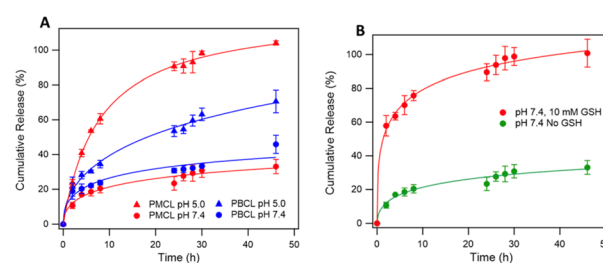 A
Cumulative Release (%)
100
80
60
40
20
0
PMCL pH 5.0
PBCL pH 5.0
PMCL pH 7.4
PBCL pH 7.4
0 10 20 30 40 50
Time (h)
B
Cumulative Release (%)
100
80
60
40
20
0
pH 7.4, 10 mM GSH
pH 7.4 No GSH
0 10 20 30 40 50
Time (h)